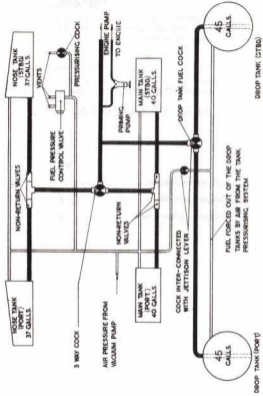 NOSE TANK
(STBD)
37 GALLS.
VENTS
PRESSURISING COCK
FUEL PRESSURE
CONTROL VALVE
NON-RETURN VALVES
NOSE TANK
(PORT)
37 GALLS.
3 WAY COCK
ENGINE PUMP
TO ENGINE
PRIMING
PUMP
MAIN TANK
(STBD)
40 GALLS.
AIR PRESSURE FROM
VACUUM PUMP
NON-RETURN
VALVES
MAIN TANK
(PORT)
40 GALLS.
DROP TANK FUEL COCK
COCK INTER-CONNECTED
WITH JETTISON LEVER
FUEL FORCED OUT OF THE DROP
TANKS BY AIR FROM THE TANK
PRESSURISING SYSTEM
45
GALLS.
DROP TANK (STBD)
45
GALLS.
DROP TANK (PORT)